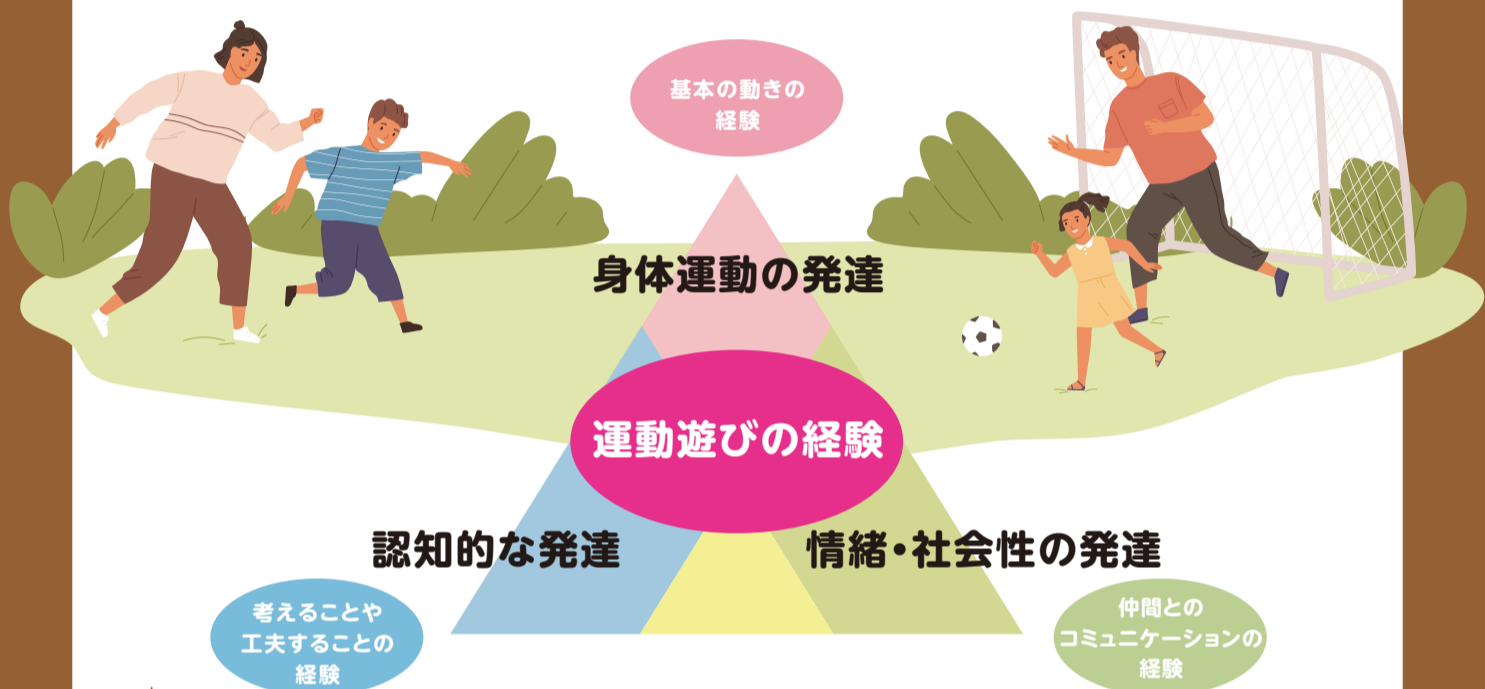 基本の動きの
経験
身体運動の発達
運動遊びの経験
認知的な発達
情緒・社会性の発達
考えることや
工夫することの
経験
仲間との
コミュニケーションの
経験